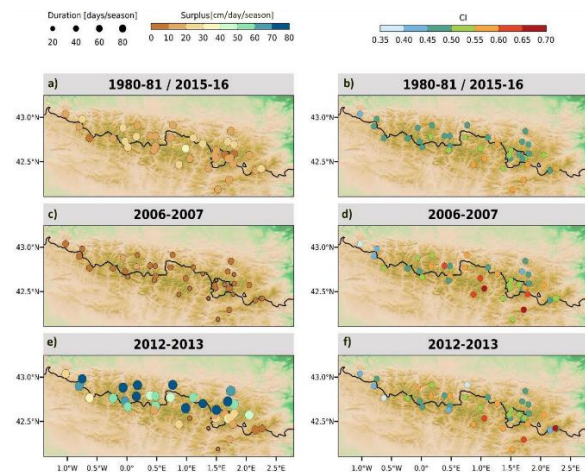 Duration [days/season] Surplus[cm/day/season] CI
20 40 60 80 0 10 20 30 40 50 60 70 80 0.35 0.40 0.45 0.50 0.55 0.60 0.65 0.70
a) 1980-81 / 2015-16 b) 1980-81 / 2015-16
43.0°N 43.0°N
42.5°N 42.5°N
c) 2006-2007 d) 2006-2007
43.0°N 43.0°N
42.5°N 42.5°N
e) 2012-2013 f) 2012-2013
43.0°N 43.0°N
42.5°N 42.5°N
1.0°W 0.5°W 0.0° 0.5°E 1.0°E 1.5°E 2.0°E 2.5°E 1.0°W 0.5°W 0.0° 0.5°E 1.0°E 1.5°E 2.0°E 2.5°E